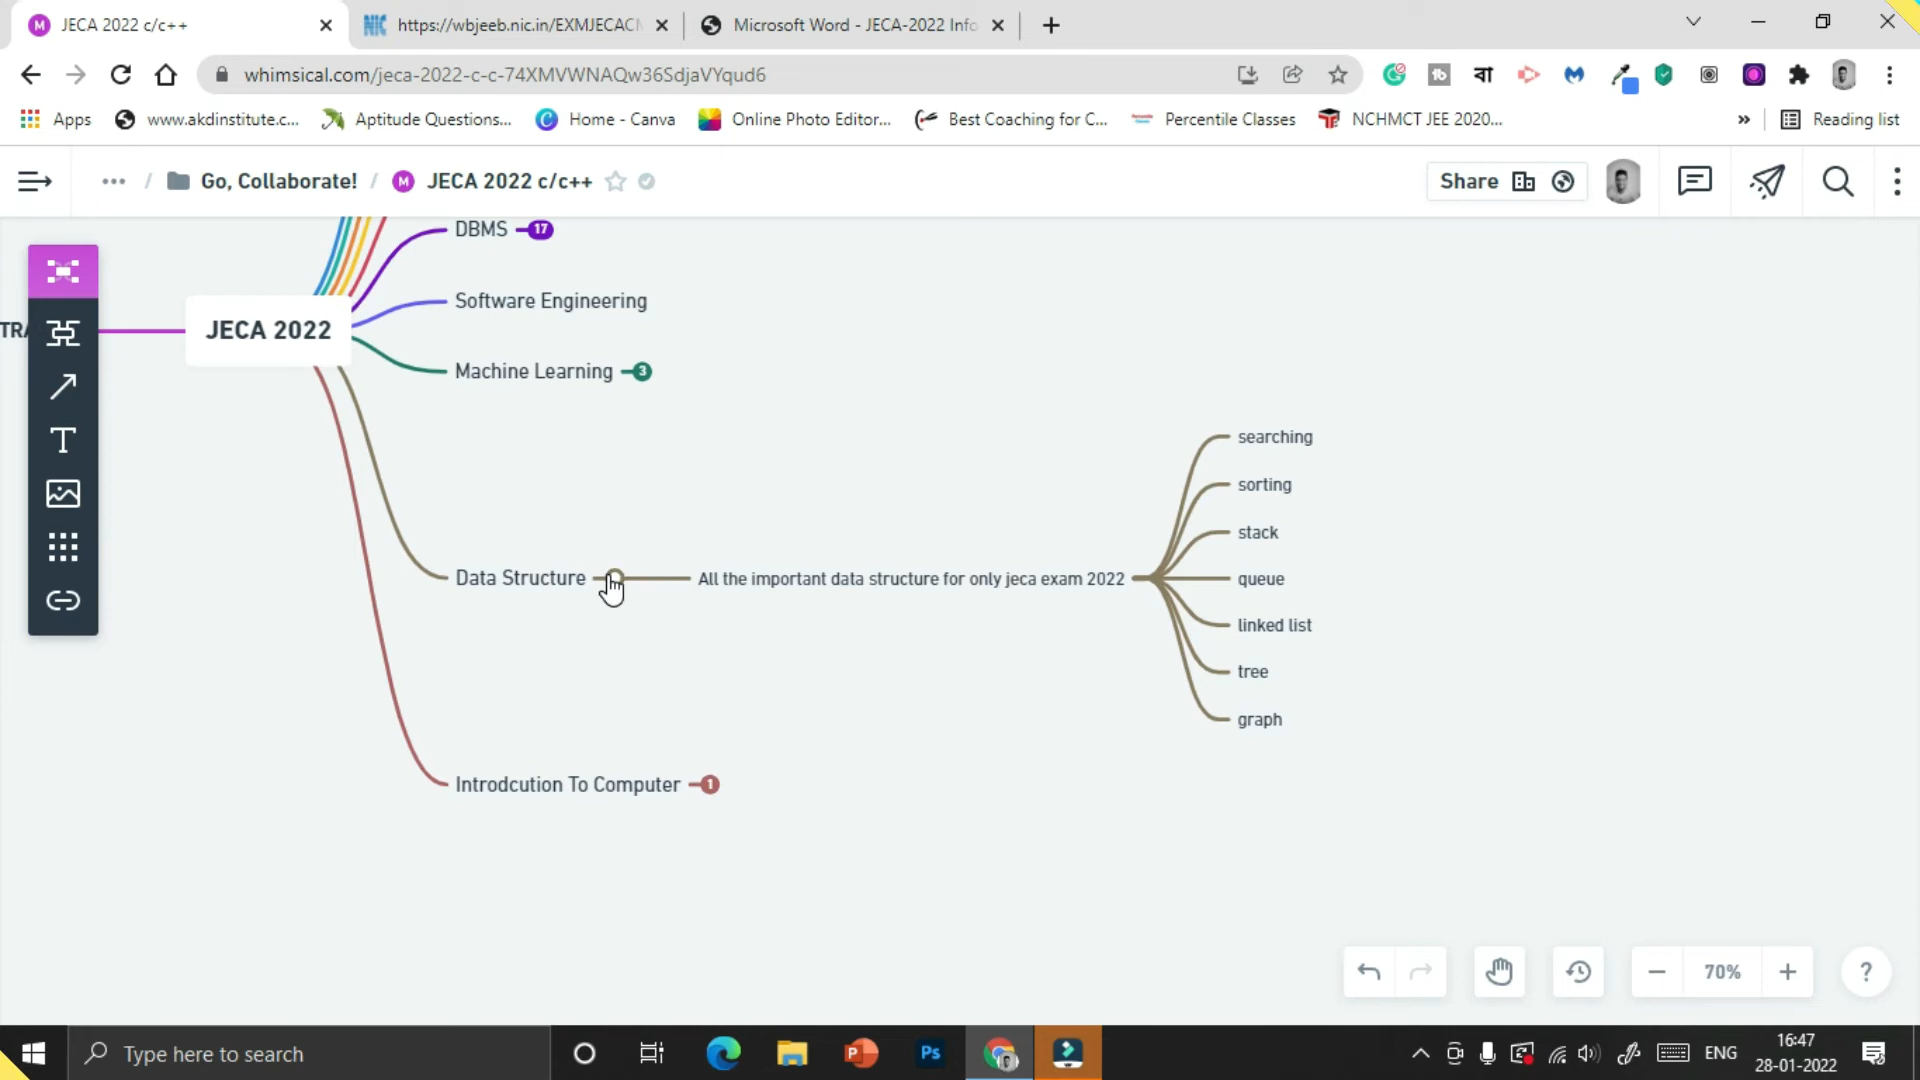 JECA 2022 c/c++
https://wbjeeb.nic.in/EXMJECACM
Microsoft Word - JECA-2022 Info
whimsical.com/jeca-2022-c-c-74XMVWNAQw36SdjaVYqud6
Apps
www.akdinstitute.c...
Aptitude Questions...
Home - Canva
Online Photo Editor...
Best Coaching for C...
Percentile Classes
NCHMCT JEE 2020...
»
Reading list
... / Go, Collaborate! / M JECA 2022 c/c++
Share
DBMS 17
Software Engineering
TRA
JECA 2022
Machine Learning 3
searching
sorting
stack
Data Structure
All the important data structure for only jeca exam 2022
queue
linked list
tree
graph
Introdcution To Computer 1
70%
?
Type here to search
ENG
16:47
28-01-2022